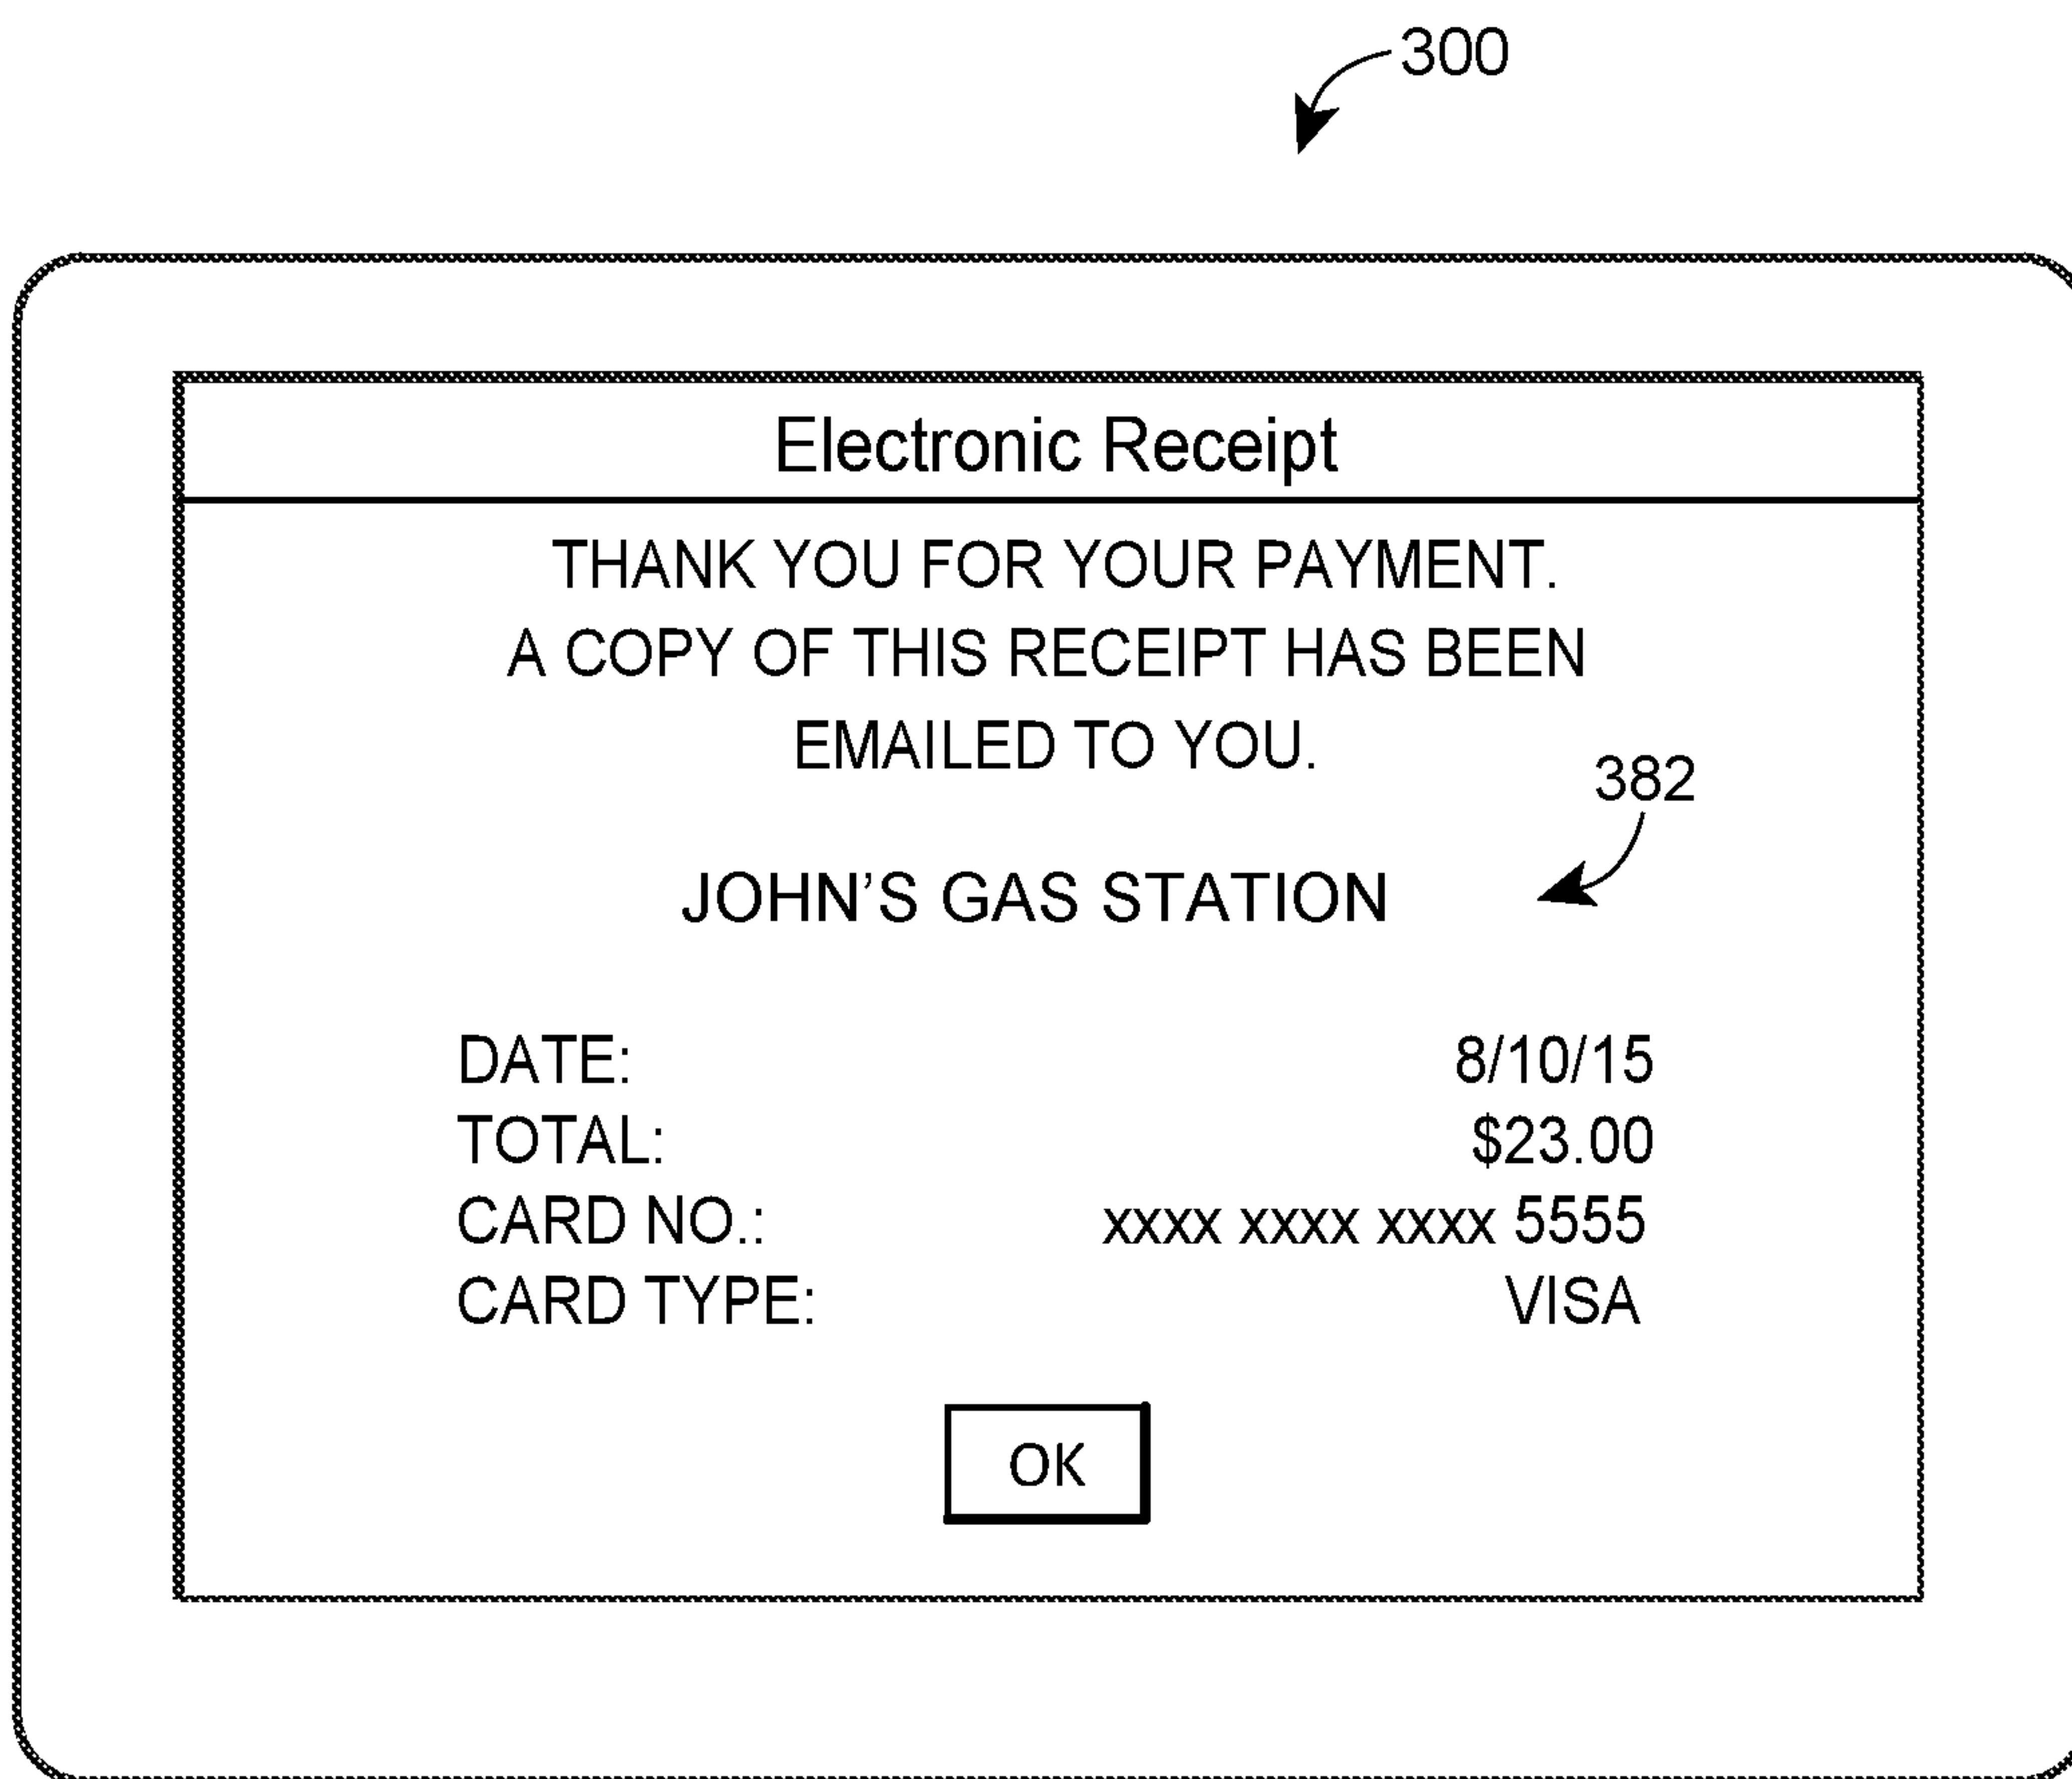 300
Electronic Receipt
THANK YOU FOR YOUR PAYMENT.
A COPY OF THIS RECEIPT HAS BEEN
EMAILED TO YOU.
382
JOHN'S GAS STATION
DATE: 8/10/15
TOTAL: $23.00
CARD NO.: xxxx xxxx xxxx 5555
CARD TYPE: VISA
OK